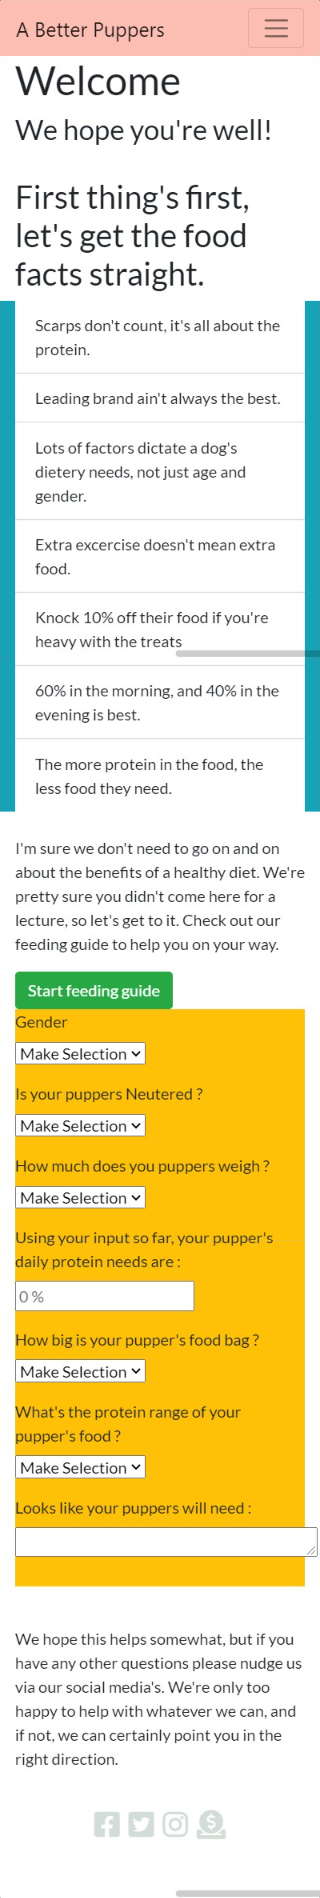 A Better Puppers
Welcome
We hope you're well!
First thing's first,
let's get the food
facts straight.
Scarps don't count, it's all about the
protein.
Leading brand ain't always the best.
Lots of factors dictate a dog's
dietery needs, not just age and
gender.
Extra excercise doesn't mean extra
food.
Knock 10% off their food if you're
heavy with the treats
60% in the morning, and 40% in the
evening is best.
The more protein in the food, the
less food they need.
I'm sure we don't need to go on and on
about the benefits of a healthy diet. We're
pretty sure you didn't come here for a
lecture, so let's get to it. Check out our
feeding guide to help you on your way.
Start feeding guide
Gender
Make Selection
Is your puppers Neutered ?
Make Selection
How much does you puppers weigh ?
Make Selection
Using your input so far, your pupper's
daily protein needs are :
0 %
How big is your pupper's food bag ?
Make Selection
What's the protein range of your
pupper's food ?
Make Selection
Looks like your puppers will need :
We hope this helps somewhat, but if you
have any other questions please nudge us
via our social media's. We're only too
happy to help with whatever we can, and
if not, we can certainly point you in the
right direction.